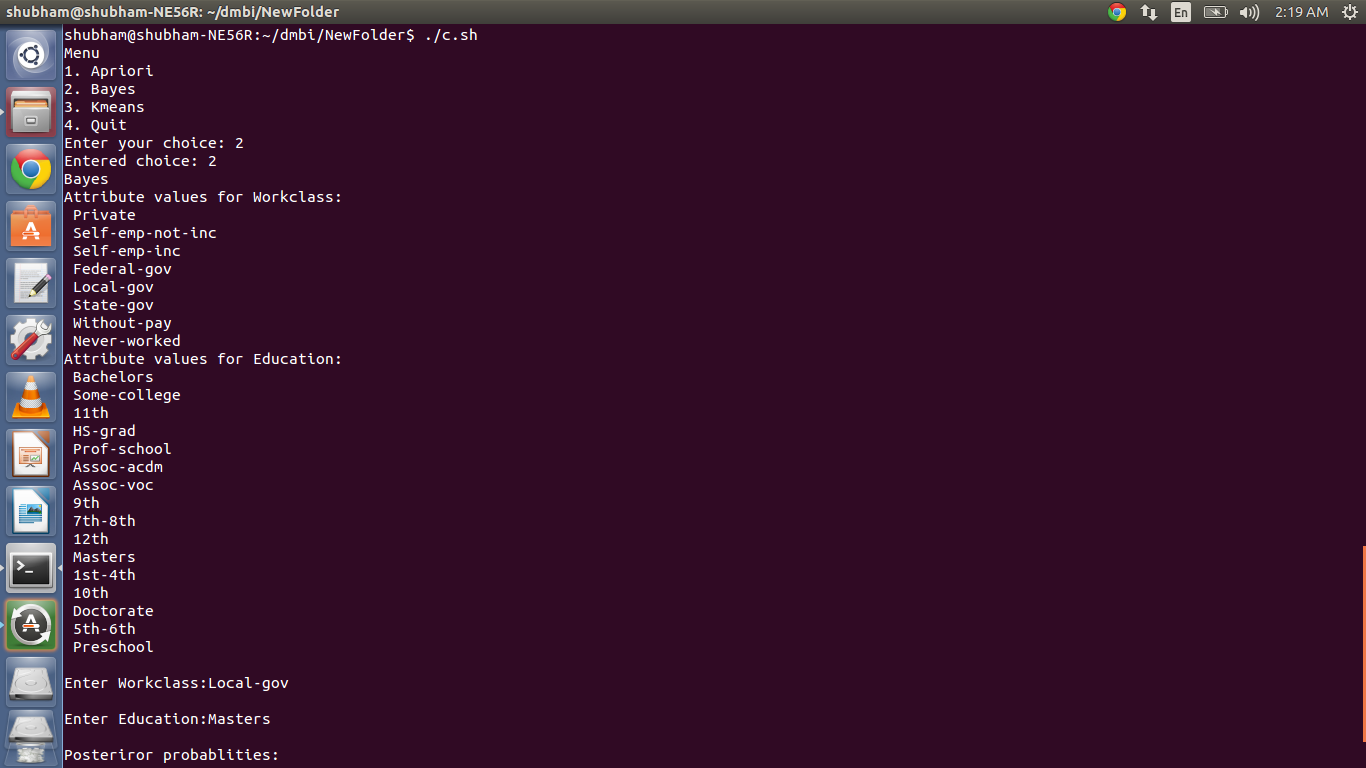 shubham@shubham-NE56R: ~/dmbi/NewFolder
En
2:19 AM
shubham@shubham-NE56R:~/dmbi/NewFolder$ ./c.sh
Menu
1. Apriori
2. Bayes
3. Kmeans
4. Quit
Enter your choice: 2
Entered choice: 2
Bayes
Attribute values for Workclass:
Private
Self-emp-not-inc
Self-emp-inc
Federal-gov
Local-gov
State-gov
Without-pay
Never-worked
Attribute values for Education:
Bachelors
Some-college
11th
HS-grad
Prof-school
Assoc-acdm
Assoc-voc
9th
7th-8th
12th
Masters
1st-4th
10th
Doctorate
5th-6th
Preschool
Enter Workclass:Local-gov
Enter Education:Masters
Posteriror probablities: